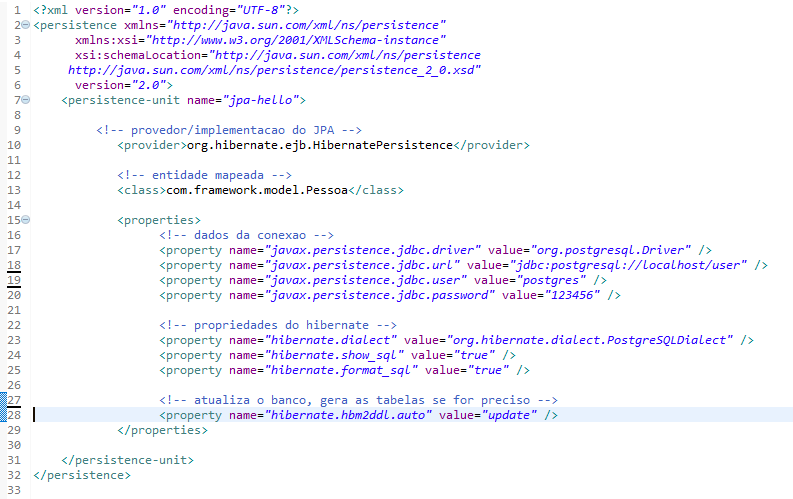 1 <?xml version="1.0" encoding="UTF-8"?>
2 <persistence xmlns="http://java.sun.com/xml/ns/persistence"
3 xmlns:xsi="http://www.w3.org/2001/XMLSchema-instance"
4 xsi:schemaLocation="http://java.sun.com/xml/ns/persistence
5 http://java.sun.com/xml/ns/persistence/persistence_2_0.xsd"
6 version="2.0">
7 <persistence-unit name="jpa-hello">
8
9 <!-- provedor/implementacao do JPA -->
10 <provider>org.hibernate.ejb.HibernatePersistence</provider>
11
12 <!-- entidade mapeada -->
13 <class>com.framework.model.Pessoa</class>
14
15 <properties>
16 <!-- dados da conexao -->
17 <property name="javax.persistence.jdbc.driver" value="org.postgresql.Driver" />
18 <property name="javax.persistence.jdbc.url" value="jdbc:postgresql://localhost/user" />
19 <property name="javax.persistence.jdbc.user" value="postgres" />
20 <property name="javax.persistence.jdbc.password" value="123456" />
21
22 <!-- propriedades do hibernate -->
23 <property name="hibernate.dialect" value="org.hibernate.dialect.PostgreSQLDialect" />
24 <property name="hibernate.show_sql" value="true" />
25 <property name="hibernate.format_sql" value="true" />
26
27 <!-- atualiza o banco, gera as tabelas se for preciso -->
28 <property name="hibernate.hbm2ddl.auto" value="update" />
29 </properties>
30
31 </persistence-unit>
32 </persistence>
33